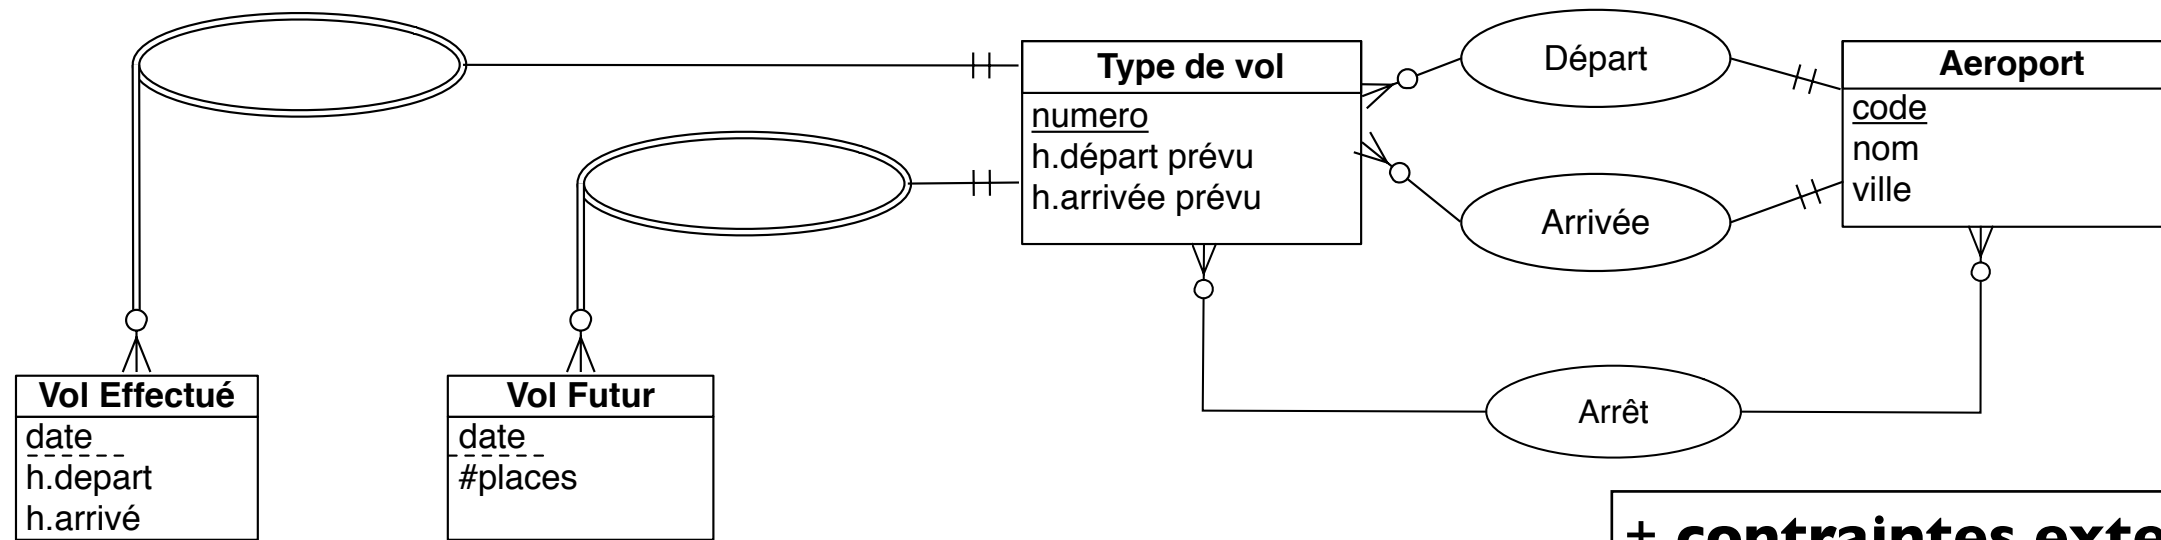 Type de vol
numero
h.départ prévu
h.arrivée prévu
Départ
Arrivée
Aeroport
code
nom
ville
Vol Effectué
date
h.depart
h.arrivé
Vol Futur
date
#places
Arrêt
+ contraintes exte